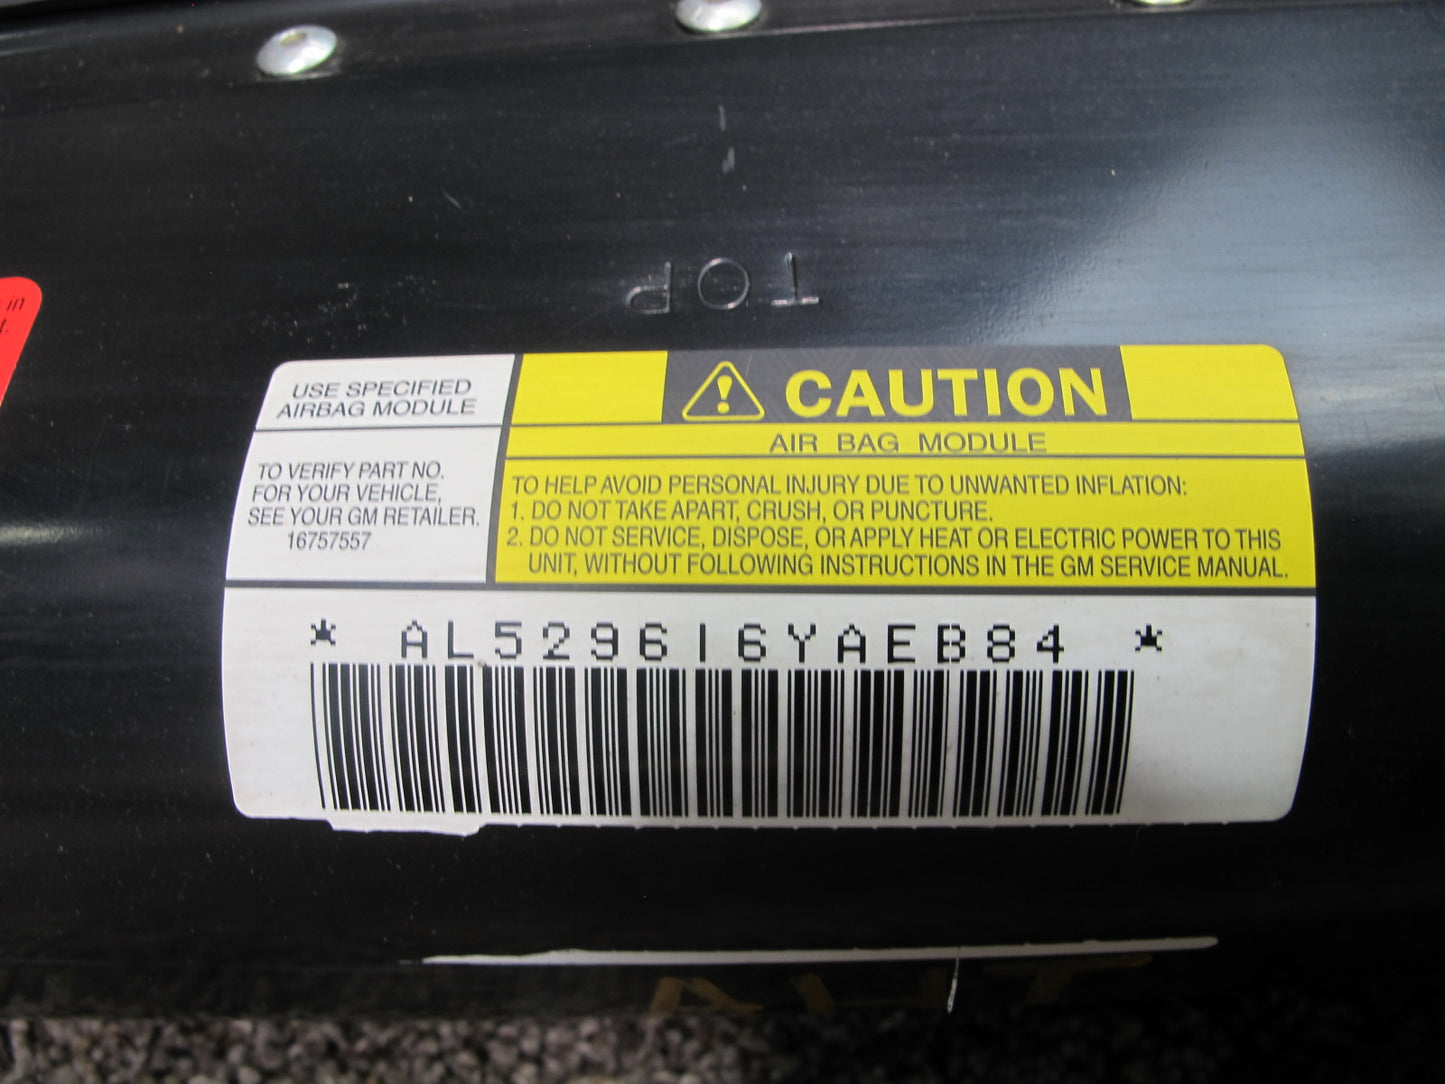 TOP
in
USE SPECIFIED
AIRBAG MODULE
TO VERIFY PART NO.
FOR YOUR VEHICLE,
SEE YOUR GM RETAILER.
16757557
CAUTION
AIR BAG MODULE
TO HELP AVOID PERSONAL INJURY DUE TO UNWANTED INFLATION:
1. DO NOT TAKE APART, CRUSH, OR PUNCTURE.
2. DO NOT SERVICE, DISPOSE, OR APPLY HEAT OR ELECTRIC POWER TO THIS
UNIT, WITHOUT FOLLOWING INSTRUCTIONS IN THE GM SERVICE MANUAL.
* AL529616YAEB84 *